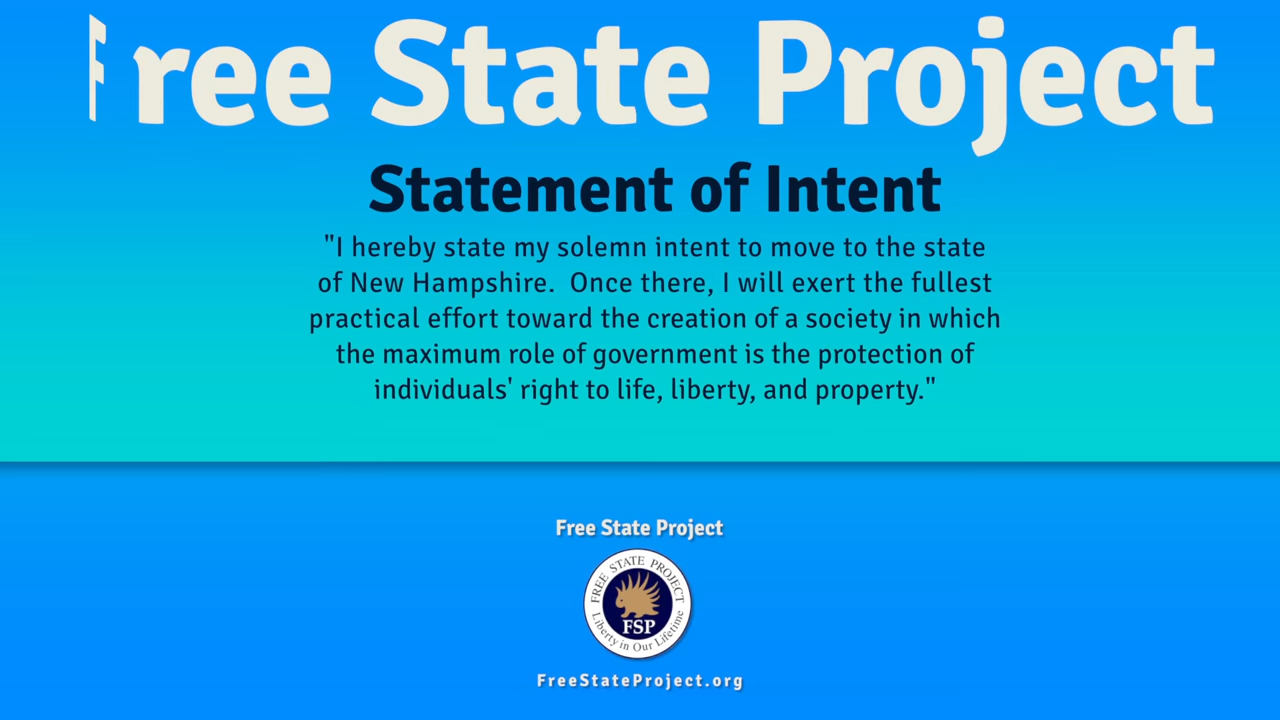 Free State Project
Statement of Intent
"I hereby state my solemn intent to move to the state
of New Hampshire.  Once there, I will exert the fullest
practical effort toward the creation of a society in which
the maximum role of government is the protection of
individuals' right to life, liberty, and property."
Free State Project
FREE STATE PROJECT
FSP
Liberty in Our Lifetime
FreeStateProject.org